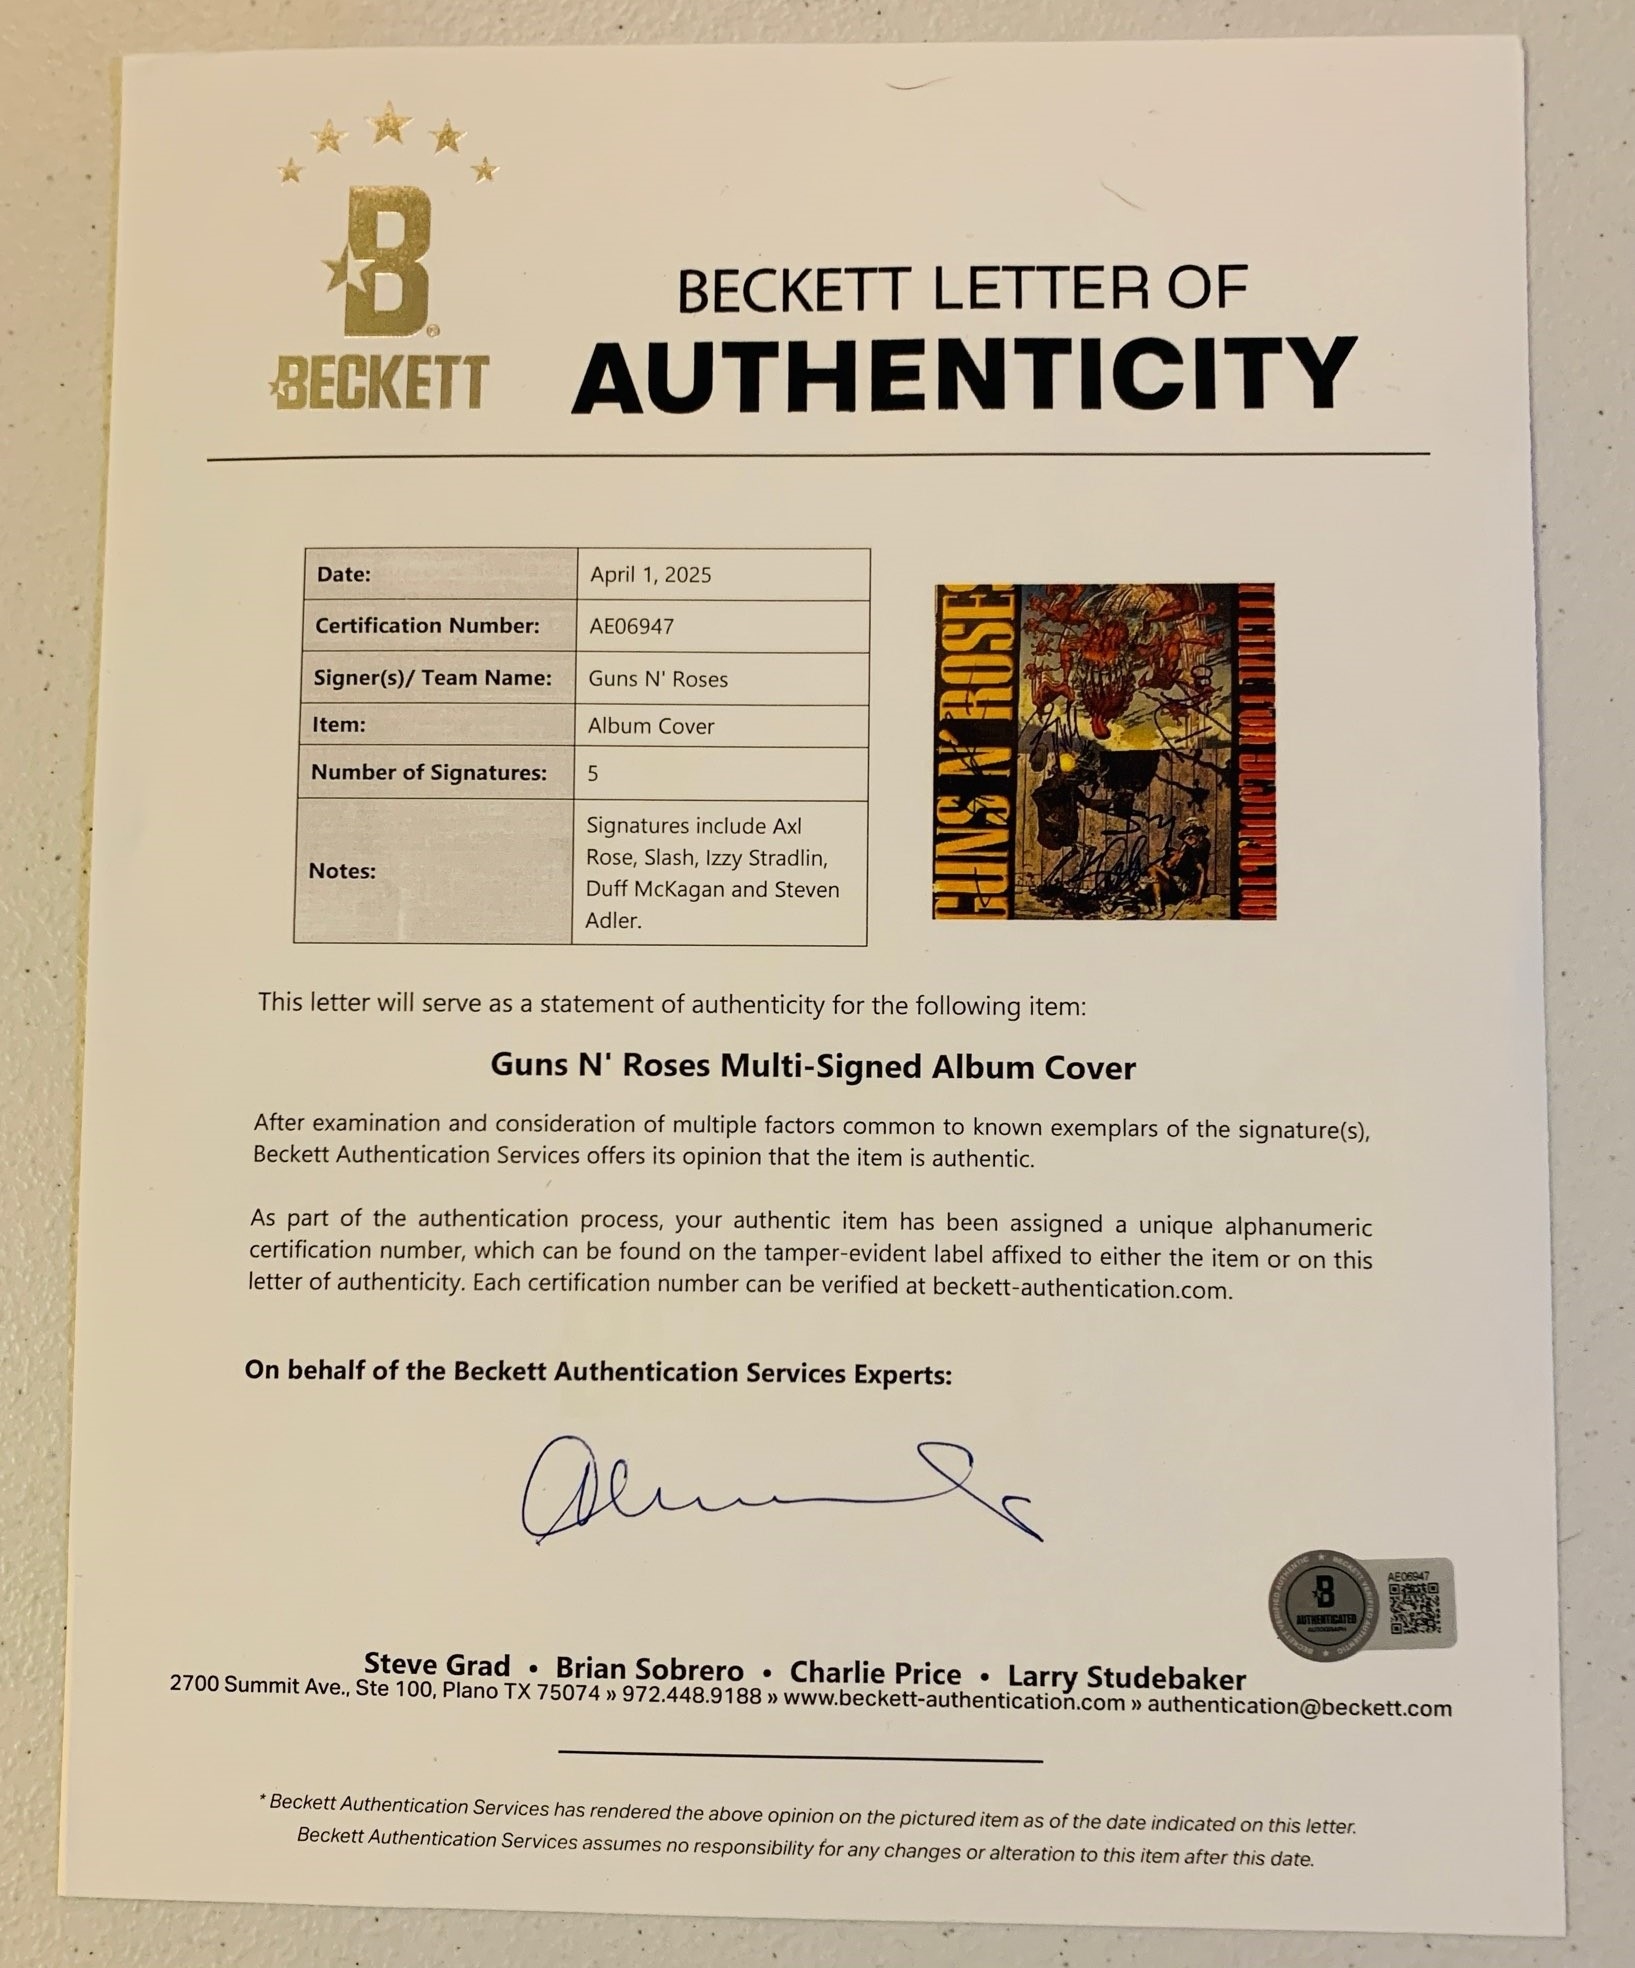 BECKETT
BECKETT LETTER OF
AUTHENTICITY
Date: April 1, 2025
Certification Number: AE06947
Signer(s)/ Team Name: Guns N' Roses
Item: Album Cover
Number of Signatures: 5
Notes: Signatures include Axl
Rose, Slash, Izzy Stradlin,
Duff McKagan and Steven
Adler.
GUNS N' ROSES
This letter will serve as a statement of authenticity for the following item:
Guns N' Roses Multi-Signed Album Cover
After examination and consideration of multiple factors common to known exemplars of the signature(s),
Beckett Authentication Services offers its opinion that the item is authentic.
As part of the authentication process, your authentic item has been assigned a unique alphanumeric
certification number, which can be found on the tamper-evident label affixed to either the item or on this
letter of authenticity. Each certification number can be verified at beckett-authentication.com.
On behalf of the Beckett Authentication Services Experts:
B
AUTHENTICATED
AUTOGRAPH
AE06947
Steve Grad • Brian Sobrero • Charlie Price • Larry Studebaker
2700 Summit Ave., Ste 100, Plano TX 75074 » 972.448.9188 » www.beckett-authentication.com » authentication@beckett.com
* Beckett Authentication Services has rendered the above opinion on the pictured item as of the date indicated on this letter.
Beckett Authentication Services assumes no responsibility for any changes or alteration to this item after this date.